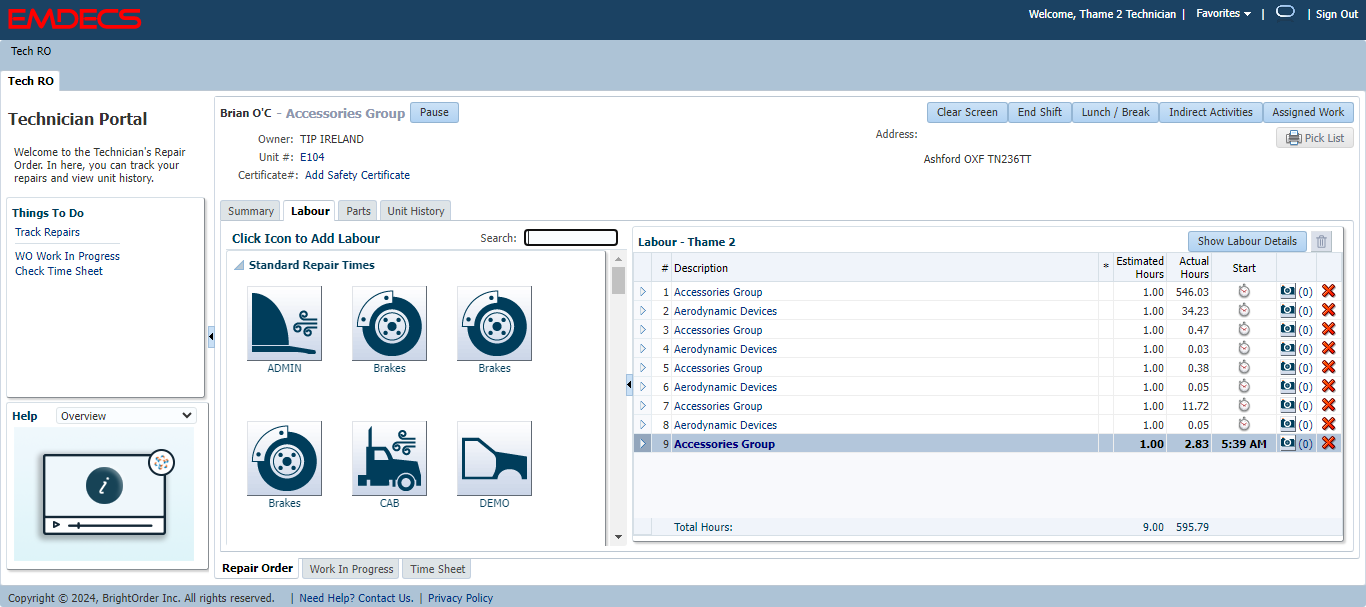 EMDECS
Welcome, Thame 2 Technician | Favorites | | Sign Out
Tech RO
Tech RO
Technician Portal
Welcome to the Technician's Repair
Order. In here, you can track your
repairs and view unit history.
Things To Do
Track Repairs
WO Work In Progress
Check Time Sheet
Help Overview
i
Brian O'C - Accessories Group Pause
Clear Screen End Shift Lunch / Break Indirect Activities Assigned Work
Pick List
Owner: TIP IRELAND
Unit #: E104
Certificate#: Add Safety Certificate
Address:
Ashford OXF TN236TT
Summary Labour Parts Unit History
Click Icon to Add Labour Search:
Standard Repair Times
ADMIN Brakes Brakes
Brakes CAB DEMO
Labour - Thame 2 Show Labour Details
# Description * Estimated Hours Actual Hours Start
1 Accessories Group 1.00 546.03 (0)
2 Aerodynamic Devices 1.00 34.23 (0)
3 Accessories Group 1.00 0.47 (0)
4 Aerodynamic Devices 1.00 0.03 (0)
5 Accessories Group 1.00 0.38 (0)
6 Aerodynamic Devices 1.00 0.05 (0)
7 Accessories Group 1.00 11.72 (0)
8 Aerodynamic Devices 1.00 0.05 (0)
9 Accessories Group 1.00 2.83 5:39 AM (0)
Total Hours: 9.00 595.79
Repair Order Work In Progress Time Sheet
Copyright © 2024, BrightOrder Inc. All rights reserved. | Need Help? Contact Us. | Privacy Policy